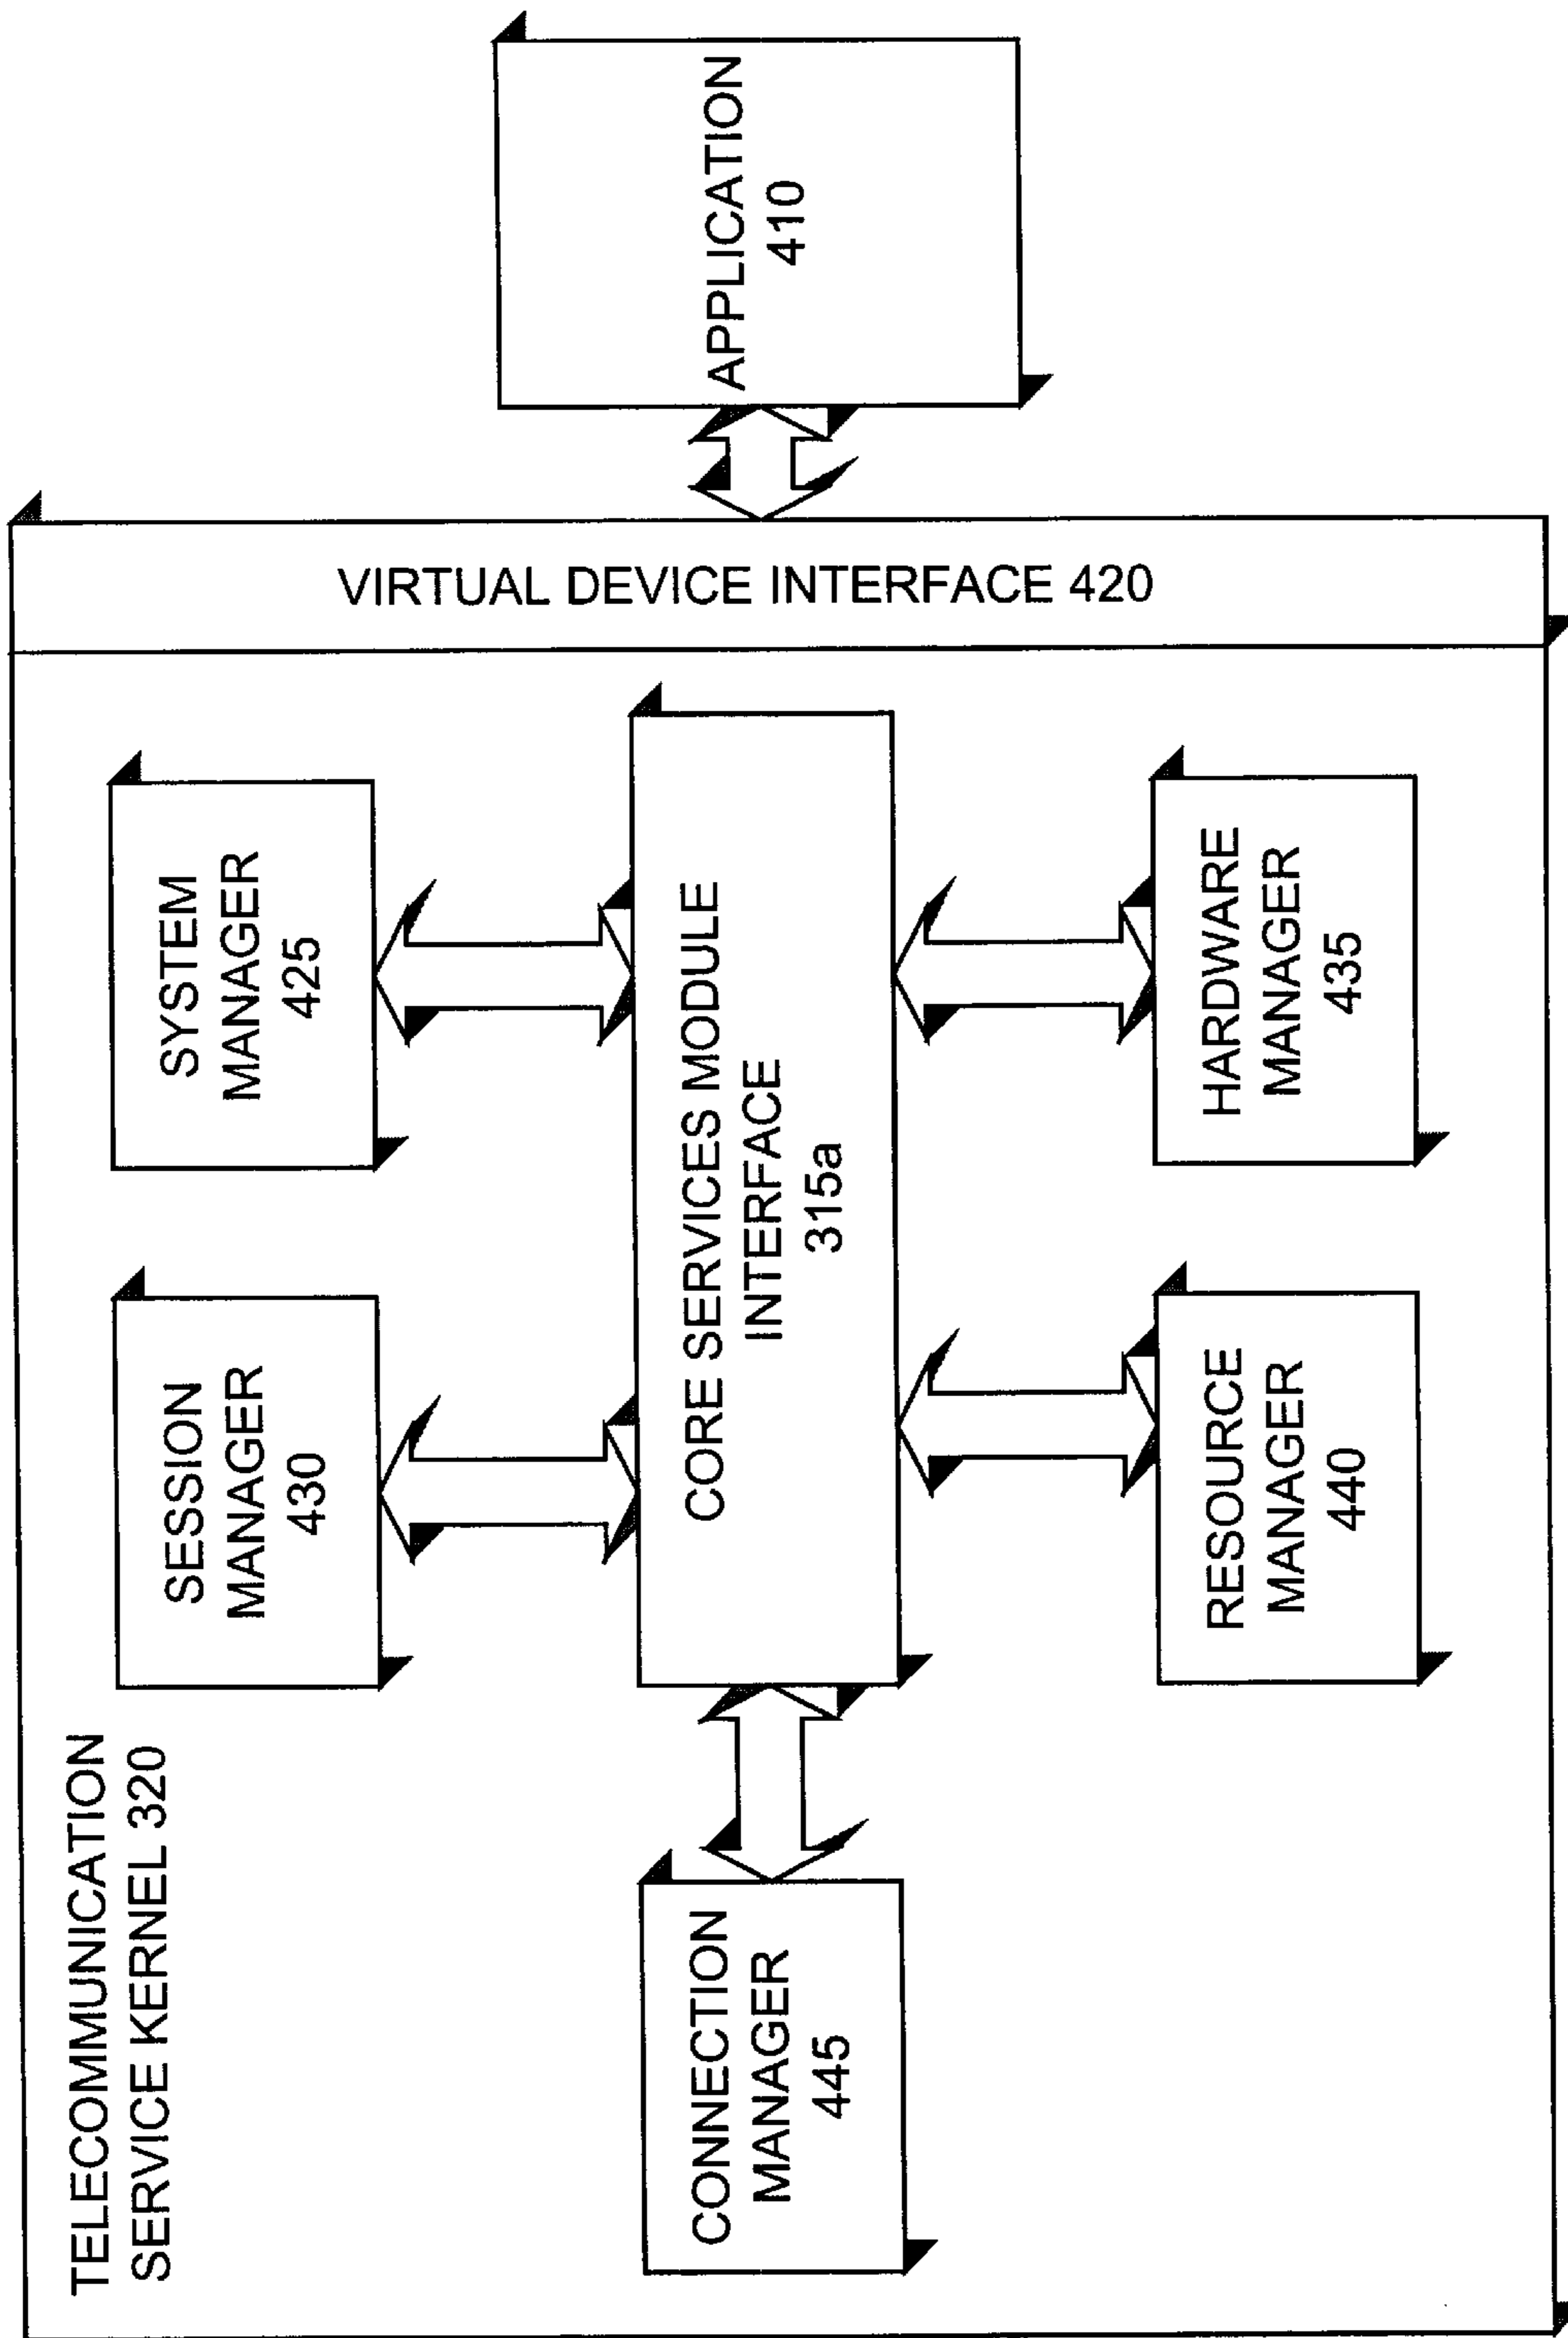 TELECOMMUNICATION
SERVICE KERNEL 320
SESSION
MANAGER
430
SYSTEM
MANAGER
425
CONNECTION
MANAGER
445
CORE SERVICES MODULE
INTERFACE
315a
RESOURCE
MANAGER
440
HARDWARE
MANAGER
435
VIRTUAL DEVICE INTERFACE 420
APPLICATION
410